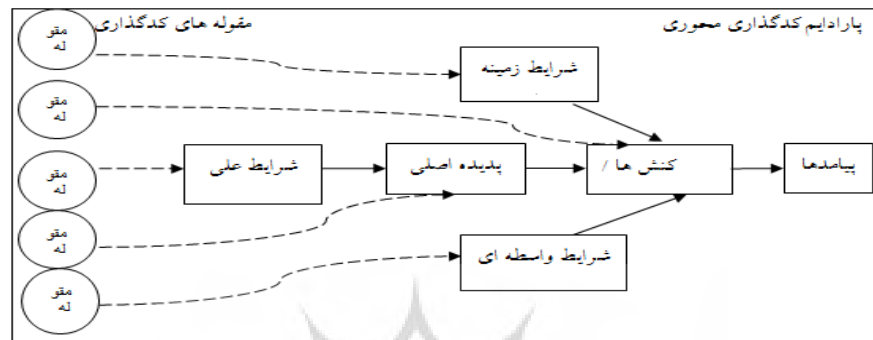 پارادایم کدگذاری محوری
مقوله های کدگذاری
مقو
له
شرایط زمینه
مقو
له
مقو
له
شرایط علی
پدیده اصلی
کنش ها /
پیامدها
مقو
له
شرایط واسطه ای
مقو
له